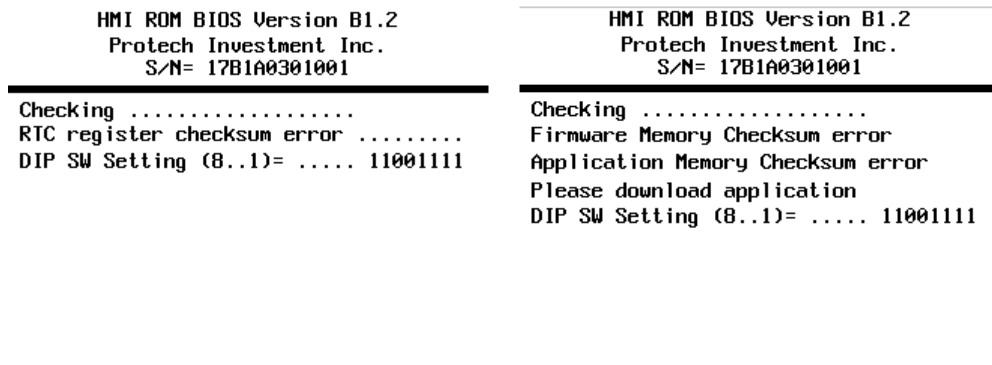 HMI ROM BIOS Version B1.2
Protech Investment Inc.
S/N= 17B1A0301001
Checking ...................
RTC register checksum error .........
DIP SW Setting (8..1)= ..... 11001111
HMI ROM BIOS Version B1.2
Protech Investment Inc.
S/N= 17B1A0301001
Checking ...................
Firmware Memory Checksum error
Application Memory Checksum error
Please download application
DIP SW Setting (8..1)= ..... 11001111